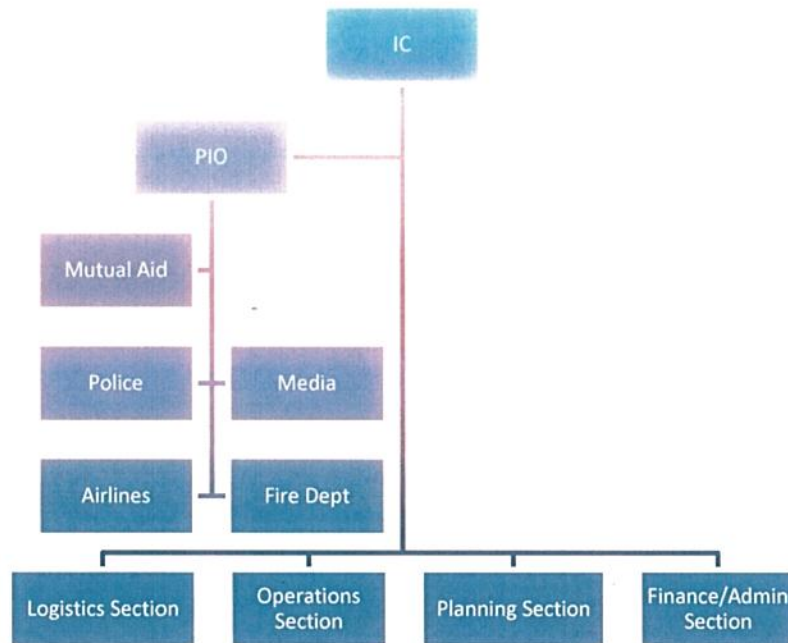 IC
PIO
Mutual Aid
Police
Media
Airlines
Fire Dept
Logistics Section
Operations
Section
Planning Section
Finance/Admin
Section